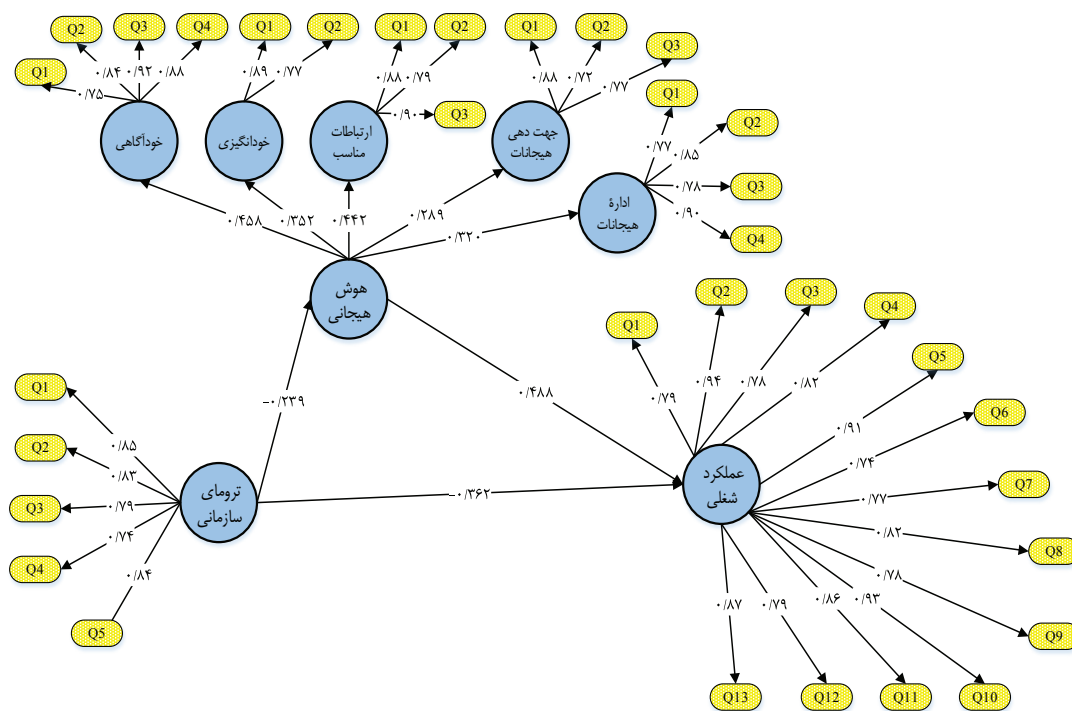 Q2
Q3
Q4
Q1
Q2
Q1
Q2
Q1
Q2
Q3
Q1
Q1
Q3
Q2
Q3
Q4
۰/۷۵
۰/۸۴
۰/۹۲
۰/۸۸
۰/۸۹
۰/۷۷
۰/۸۸
۰/۷۹
۰/۹۰
۰/۸۸
۰/۷۲
۰/۷۷
۰/۷۷
۰/۸۵
۰/۷۸
۰/۹۰
خودآگاهی
خودانگیزی
ارتباطات
مناسب
جهت دهی
هیجانات
ادارۀ
هیجانات
۰/۴۵۸
۰/۳۵۲
۰/۴۴۲
۰/۲۸۹
۰/۳۲۰
هوش
هیجانی
-۰/۲۳۹
۰/۴۸۸
-۰/۳۶۲
Q1
Q2
Q3
Q4
Q5
۰/۸۵
۰/۸۳
۰/۷۹
۰/۷۴
۰/۸۴
ترومای
سازمانی
عملکرد
شغلی
Q1
Q2
Q3
Q4
Q5
Q6
Q7
Q8
Q9
Q10
Q11
Q12
Q13
۰/۷۹
۰/۹۴
۰/۷۸
۰/۸۲
۰/۹۱
۰/۷۴
۰/۷۷
۰/۸۲
۰/۷۸
۰/۹۳
۰/۸۶
۰/۷۹
۰/۸۷